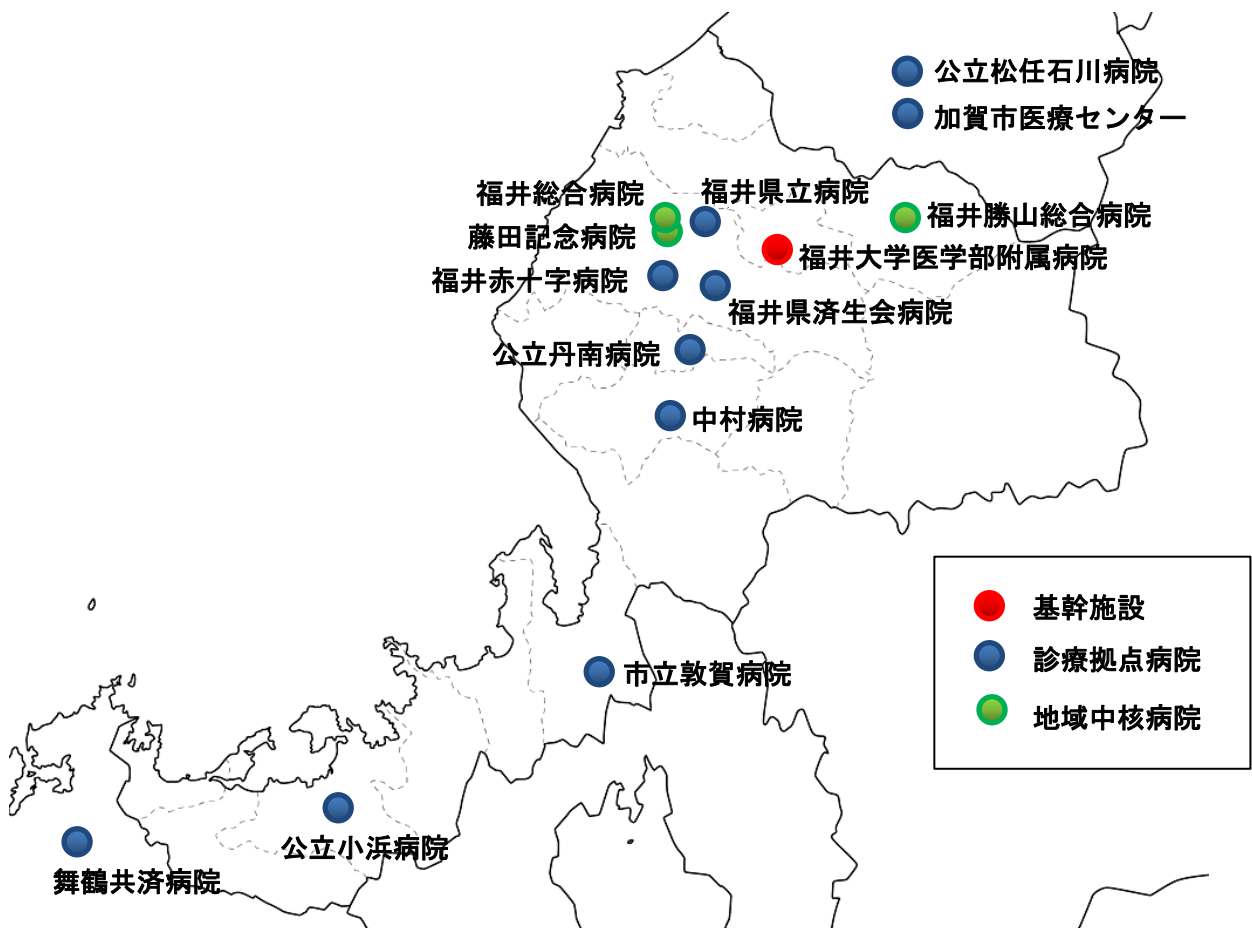 公立松任石川病院
加賀市医療センター
福井総合病院
福井県立病院
福井勝山総合病院
藤田記念病院
福井大学医学部附属病院
福井赤十字病院
福井県済生会病院
公立丹南病院
中村病院
基幹施設
診療拠点病院
市立敦賀病院
地域中核病院
公立小浜病院
舞鶴共済病院